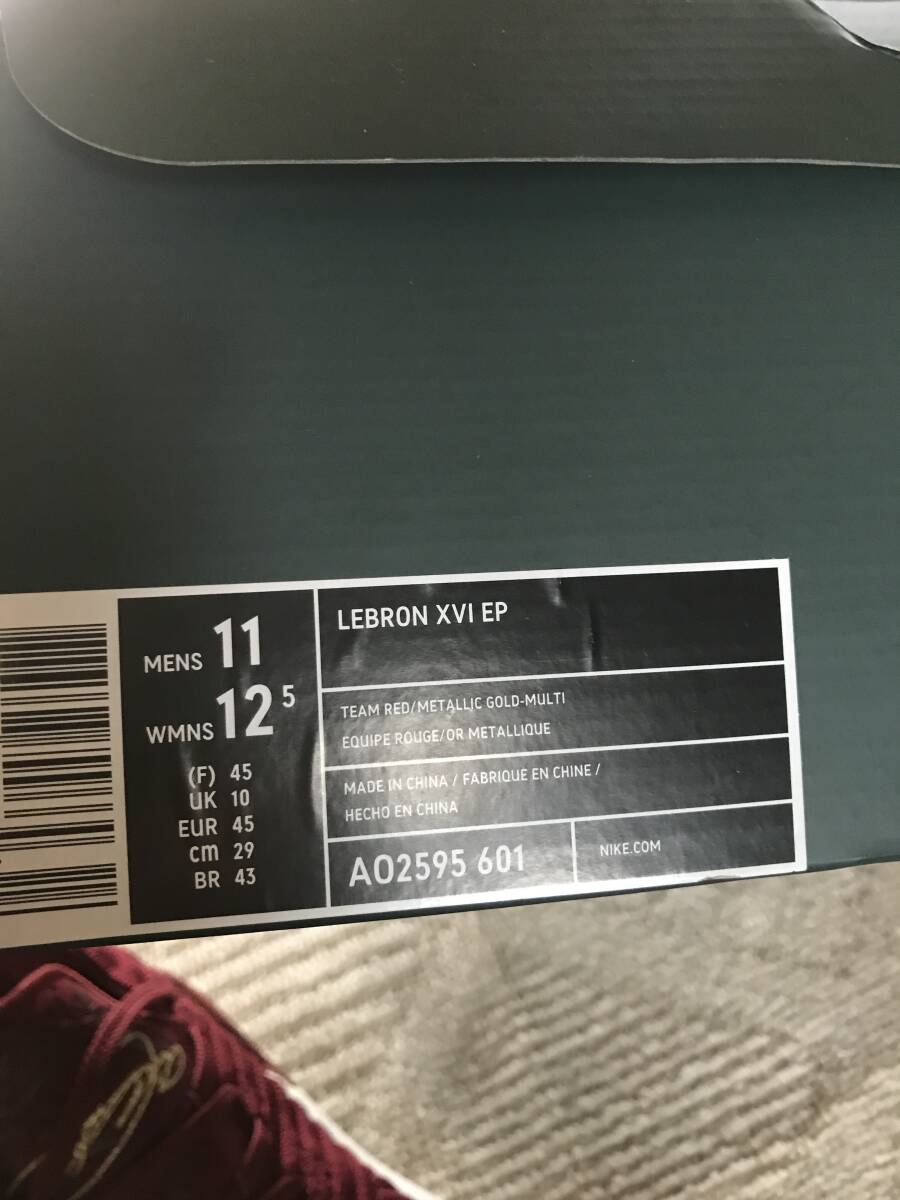 MENS 11
WMNS 12 5
(F) 45
UK 10
EUR 45
cm 29
BR 43
LEBRON XVI EP
TEAM RED/METALLIC GOLD-MULTI
EQUIPE ROUGE/OR METALLIQUE
MADE IN CHINA / FABRIQUE EN CHINE /
HECHO EN CHINA
AO2595 601
NIKE.COM